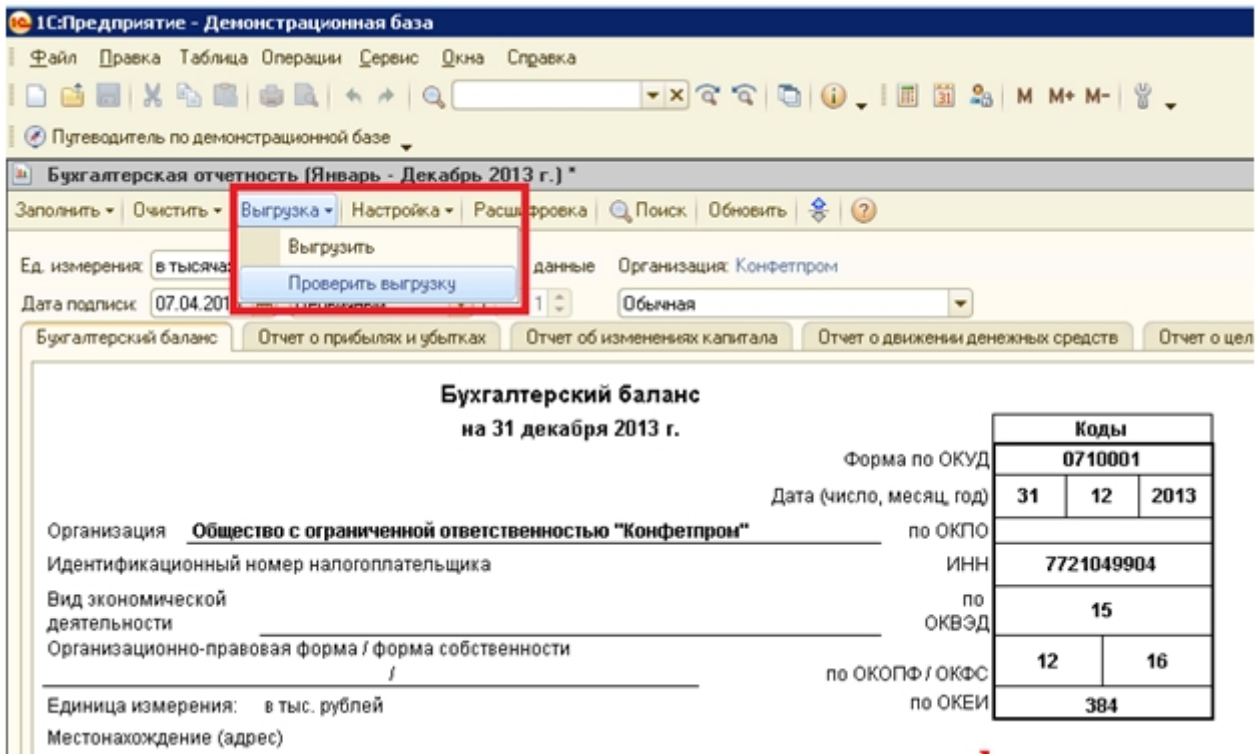 1С:Предприятие - Демонстрационная база
Файл Правка Таблица Операции Сервис Окна Справка
M M+ M-
Путеводитель по демонстрационной базе
Бухгалтерская отчетность (Январь - Декабрь 2013 г.) *
Заполнить Очистить Выгрузка Настройка Расшифровка Поиск Обновить
Выгрузить
Ед. измерения: в тысячах данные Организация: Конфетпром
Проверить выгрузку
Дата подписи: 07.04.201 1 Обычная
Бухгалтерский баланс Отчет о прибылях и убытках Отчет об изменениях капитала Отчет о движении денежных средств Отчет о цел
Бухгалтерский баланс
на 31 декабря 2013 г.
Коды
Форма по ОКУД 0710001
Дата (число, месяц, год) 31 12 2013
Организация Общество с ограниченной ответственностью "Конфетпром" по ОКПО
Идентификационный номер налогоплательщика ИНН 7721049904
Вид экономической деятельности по ОКВЭД 15
Организационно-правовая форма / форма собственности
/ по ОКОПФ / ОКФС 12 16
Единица измерения: в тыс. рублей по ОКЕИ 384
Местонахождение (адрес)